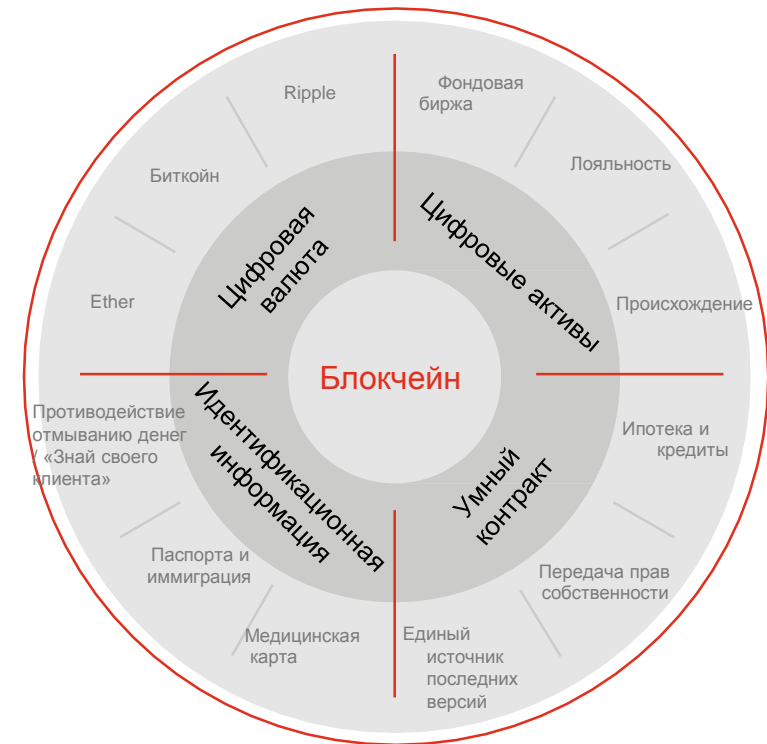 Ripple
Фондовая
биржа
Биткойн
Лояльность
Ether
Происхождение
Цифровая
валюта
Цифровые активы
Блокчейн
Идентификационная
информация
Умный
контракт
Противодействие
отмыванию денег
/ «Знай своего
клиента»
Ипотека и
кредиты
Паспорта и
иммиграция
Передача прав
собственности
Медицинская
карта
Единый
источник
последних
версий